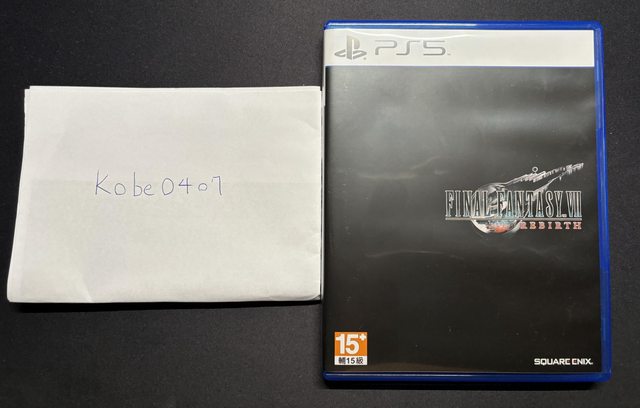 Kobe0407
PS5
FINAL FANTASY VII
REBIRTH
15+
輔15級
SQUARE ENIX